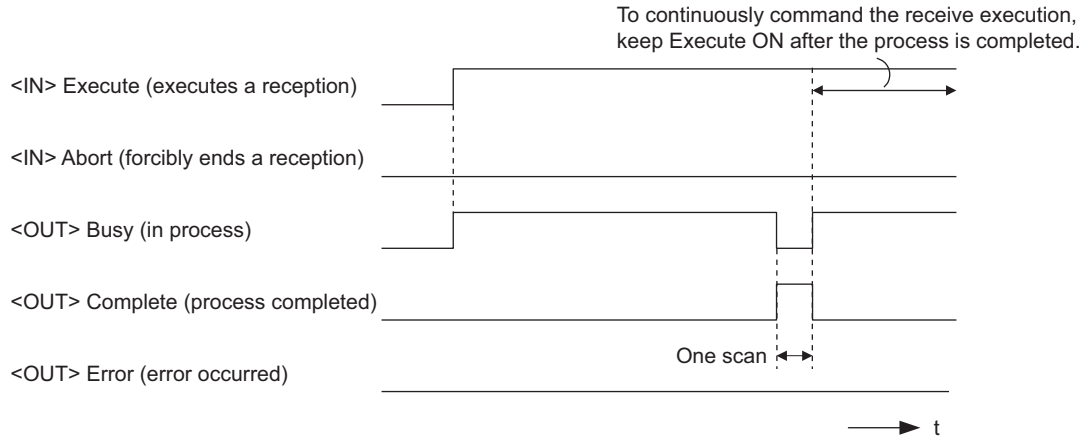 To continuously command the receive execution,
keep Execute ON after the process is completed.
<IN> Execute (executes a reception)
<IN> Abort (forcibly ends a reception)
<OUT> Busy (in process)
<OUT> Complete (process completed)
One scan
<OUT> Error (error occurred)
t